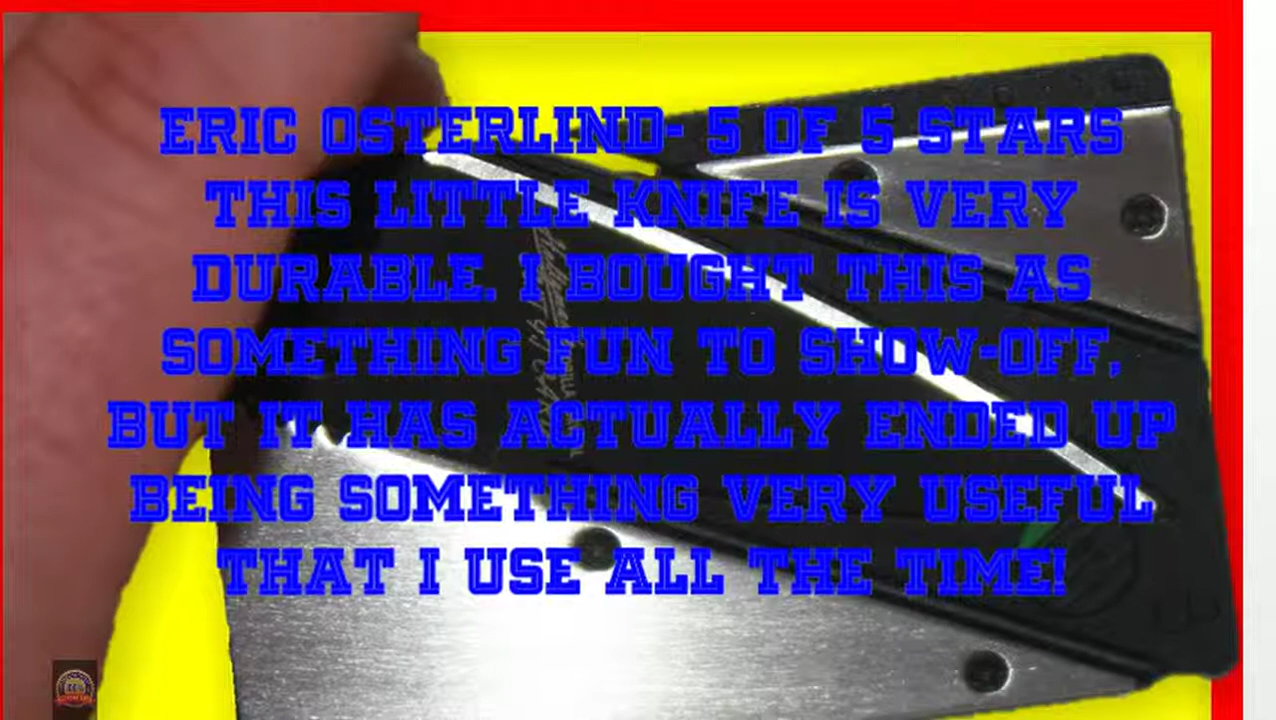 ERIC OSTERLIND- 5 OF 5 STARS
THIS LITTLE KNIFE IS VERY
DURABLE. I BOUGHT THIS AS
SOMETHING FUN TO SHOW-OFF,
BUT IT HAS ACTUALLY ENDED UP
BEING SOMETHING VERY USEFUL
THAT I USE ALL THE TIME!